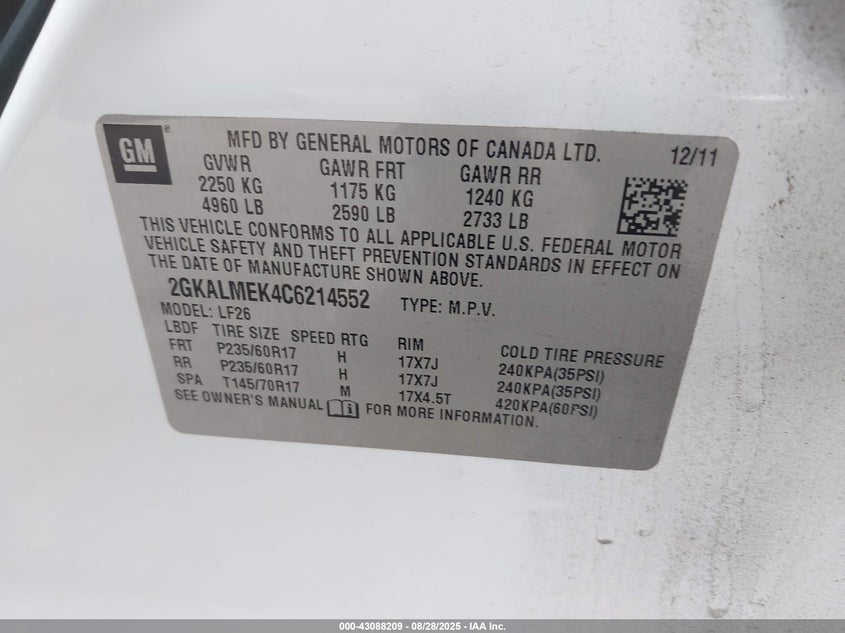 GM®
MFD BY GENERAL MOTORS OF CANADA LTD. 12/11
GVWR GAWR FRT GAWR RR
2250 KG 1175 KG 1240 KG
4960 LB 2590 LB 2733 LB
THIS VEHICLE CONFORMS TO ALL APPLICABLE U.S. FEDERAL MOTOR
VEHICLE SAFETY AND THEFT PREVENTION STANDARDS IN EFFECT ON
THE DATE OF MANUFACTURE SHOWN ABOVE.
2GKALMEK4C6214552 TYPE: M.P.V.
MODEL: LF26
LBDF TIRE SIZE SPEED RTG RIM COLD TIRE PRESSURE
FRT P235/60R17 H 17X7J 240KPA(35PSI)
RR P235/60R17 H 17X7J 240KPA(35PSI)
SPA T145/70R17 M 17X4.5T 420KPA(60PSI)
SEE OWNER'S MANUAL FOR MORE INFORMATION.
000-43088209 - 08/28/2025 - IAA Inc.